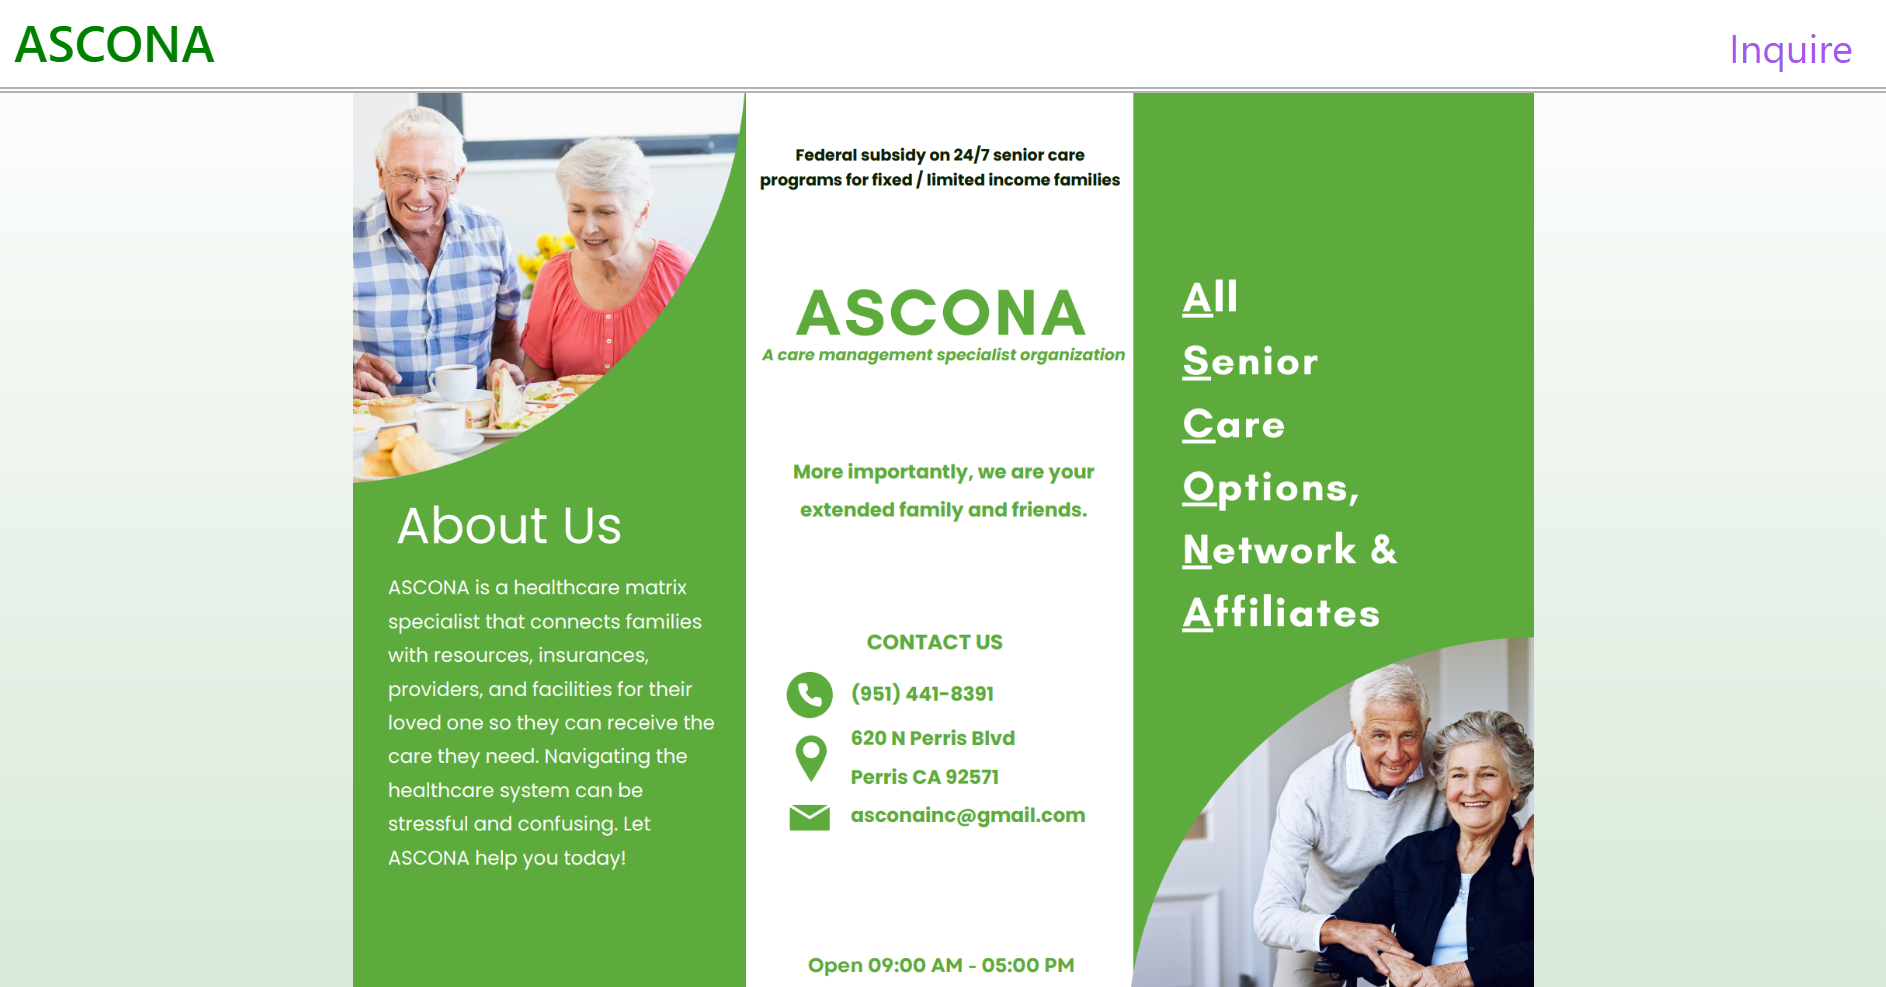 ASCONA
Inquire
About Us
ASCONA is a healthcare matrix
specialist that connects families
with resources, insurances,
providers, and facilities for their
loved one so they can receive the
care they need. Navigating the
healthcare system can be
stressful and confusing. Let
ASCONA help you today!
Federal subsidy on 24/7 senior care
programs for fixed / limited income families
ASCONA
A care management specialist organization
More importantly, we are your
extended family and friends.
CONTACT US
(951) 441-8391
620 N Perris Blvd
Perris CA 92571
asconainc@gmail.com
Open 09:00 AM - 05:00 PM
All
Senior
Care
Options,
Network &
Affiliates